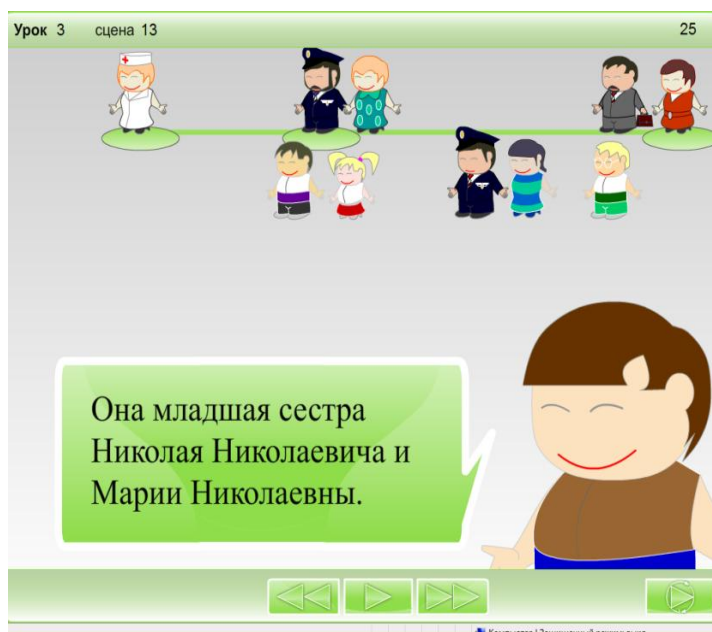 Урок 3 сцена 13 25
Она младшая сестра
Николая Николаевича и
Марии Николаевны.